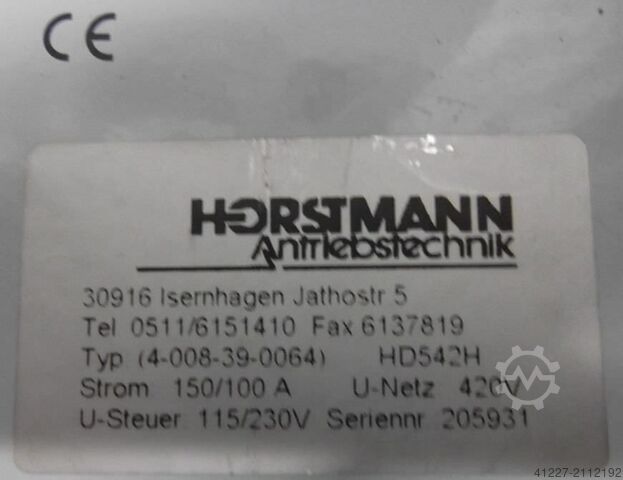 CE
HORSTMANN
Antriebstechnik
30916 Isernhagen Jathostr 5
Tel 0511/6151410 Fax 6137819
Typ (4-008-39-0064) HD542H
Strom 150/100 A U-Netz 420V
U-Steuer 115/230V Seriennr 205931
41227-2112192